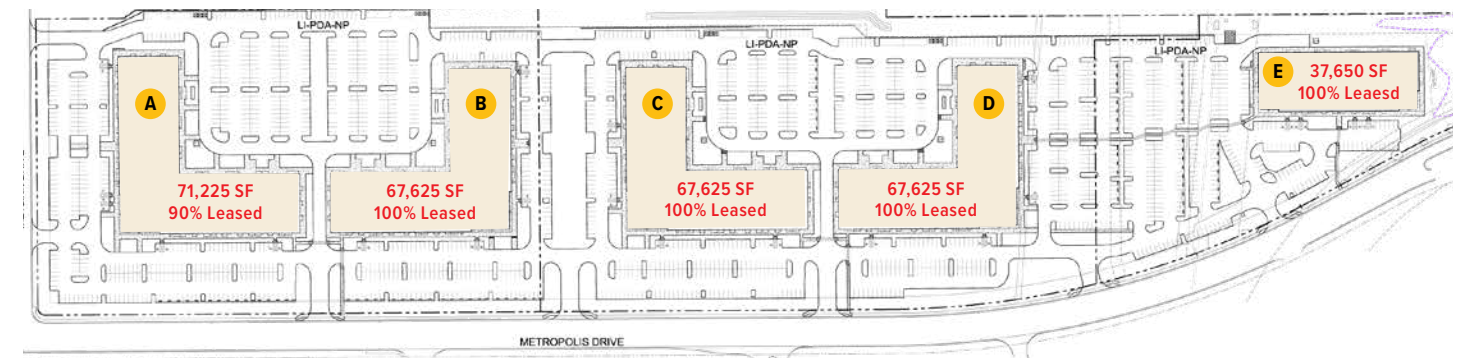 LI-PDA-NP
LI-PDA-NP
LI-PDA-NP
A
71,225 SF
90% Leased
B
67,625 SF
100% Leased
C
67,625 SF
100% Leased
D
67,625 SF
100% Leased
E
37,650 SF
100% Leaesd
METROPOLIS DRIVE